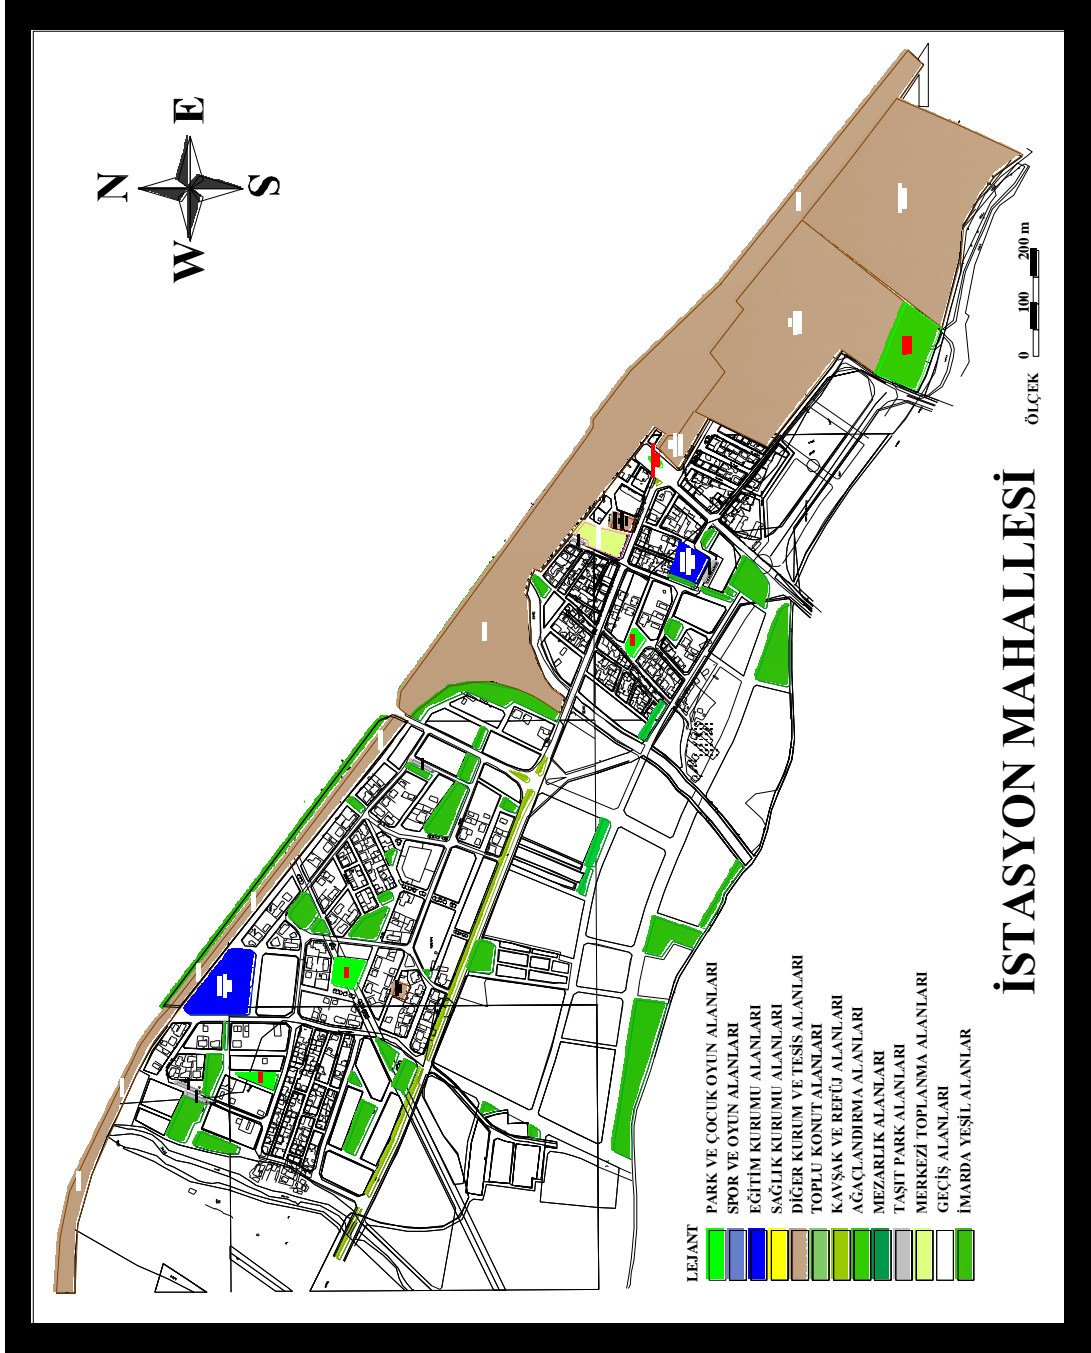 N
E
S
W
İSTASYON MAHALLESİ
ÖLÇEK
0 100 200 m
LEJANT
PARK VE ÇOCUK OYUN ALANLARI
SPOR VE OYUN ALANLARI
EĞİTİM KURUMU ALANLARI
SAĞLIK KURUMU ALANLARI
DİĞER KURUM VE TESİS ALANLARI
TOPLU KONUT ALANLARI
KAVŞAK VE REFÜJ ALANLARI
AĞAÇLANDIRMA ALANLARI
MEZARLIK ALANLARI
TAŞIT PARK ALANLARI
MERKEZİ TOPLANMA ALANLARI
GEÇİŞ ALANLARI
İMARDA YEŞİL ALANLAR